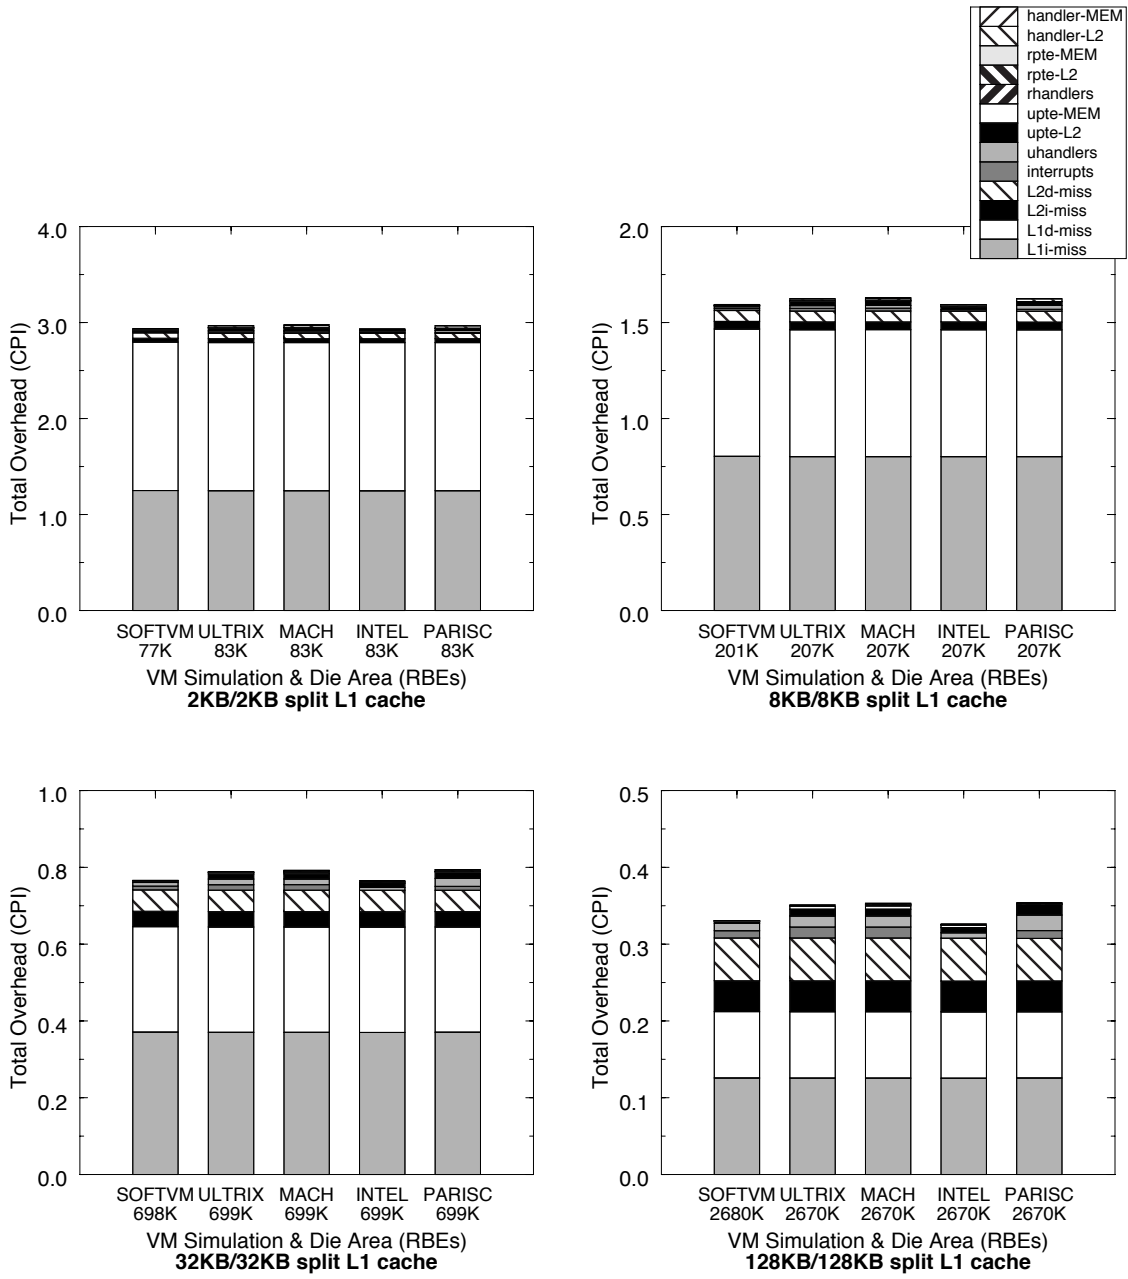 handler-MEM
handler-L2
rpte-MEM
rpte-L2
rhandlers
upte-MEM
upte-L2
uhandlers
interrupts
L2d-miss
L2i-miss
L1d-miss
L1i-miss
4.0
3.0
2.0
1.0
0.0
Total Overhead (CPI)
SOFTVM ULTRIX MACH INTEL PARISC
77K 83K 83K 83K 83K
VM Simulation & Die Area (RBEs)
2KB/2KB split L1 cache
2.0
1.5
1.0
0.5
0.0
Total Overhead (CPI)
SOFTVM ULTRIX MACH INTEL PARISC
201K 207K 207K 207K 207K
VM Simulation & Die Area (RBEs)
8KB/8KB split L1 cache
1.0
0.8
0.6
0.4
0.2
0.0
Total Overhead (CPI)
SOFTVM ULTRIX MACH INTEL PARISC
698K 699K 699K 699K 699K
VM Simulation & Die Area (RBEs)
32KB/32KB split L1 cache
0.5
0.4
0.3
0.2
0.1
0.0
Total Overhead (CPI)
SOFTVM ULTRIX MACH INTEL PARISC
2680K 2670K 2670K 2670K 2670K
VM Simulation & Die Area (RBEs)
128KB/128KB split L1 cache